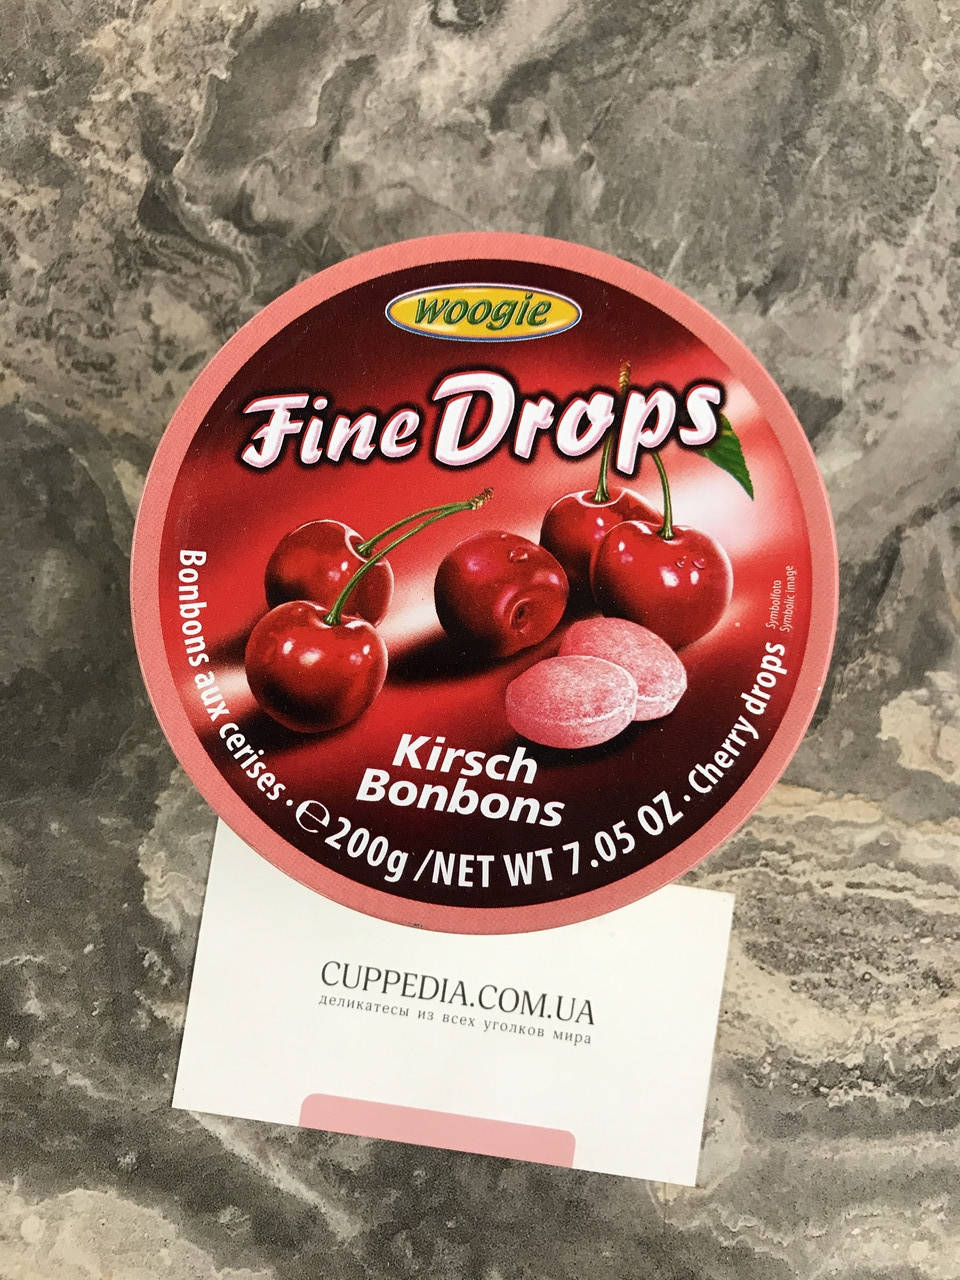 woogie
Fine Drops
Symbolfoto
Symbolic image
Kirsch
Bonbons
Bonbons aux cerises · ℮ 200g / NET WT 7.05 OZ · Cherry drops
CUPPEDIA.COM.UA
деликатесы из всех уголков мира